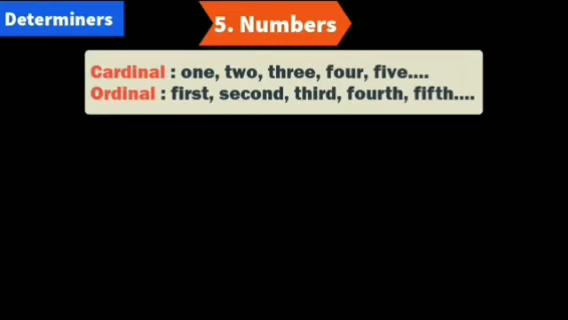 Determiners
5. Numbers
Cardinal : one, two, three, four, five....
Ordinal : first, second, third, fourth, fifth....